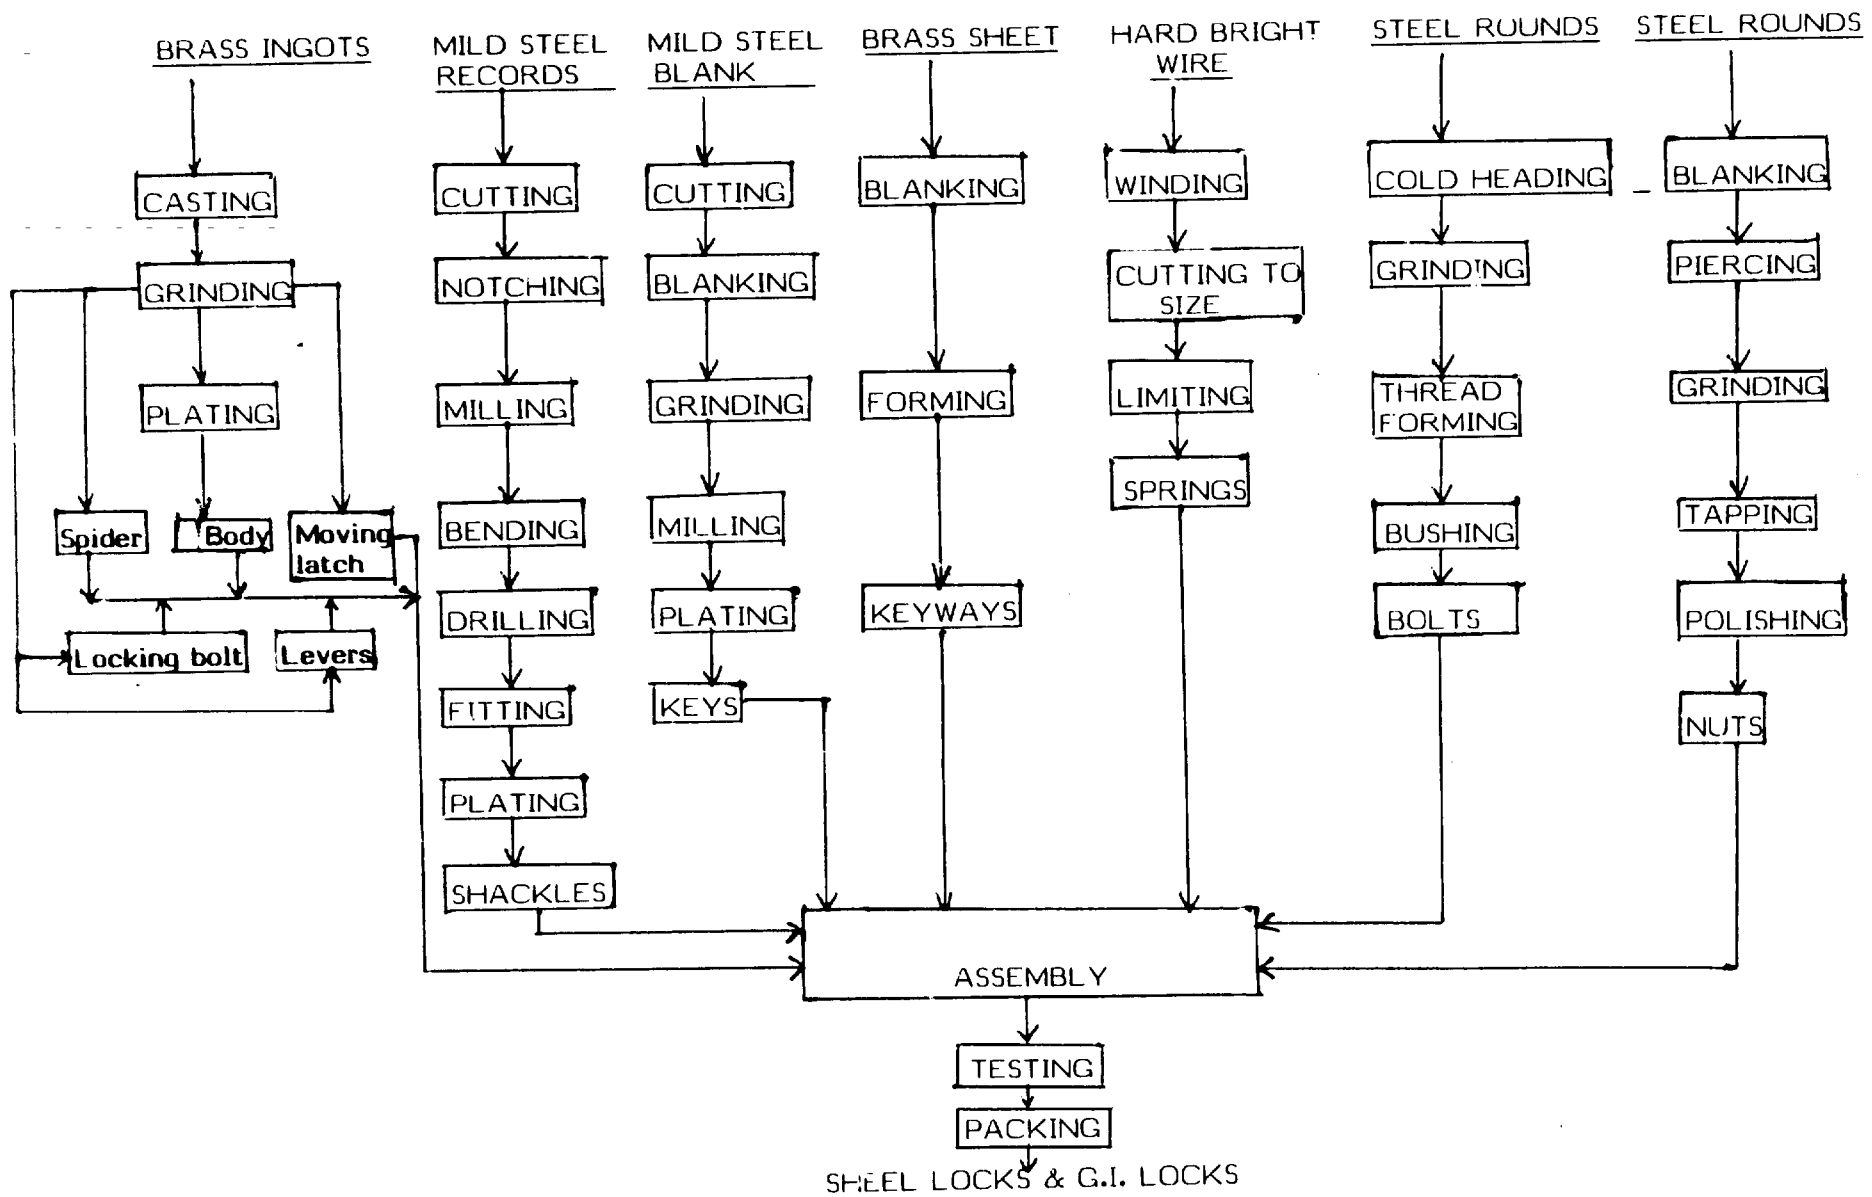 BRASS INGOTS
CASTING
GRINDING
PLATING
Spider
Body
Moving
latch
Locking bolt
Levers
MILD STEEL
RECORDS
CUTTING
NOTCHING
MILLING
BENDING
DRILLING
FITTING
PLATING
SHACKLES
MILD STEEL
BLANK
CUTTING
BLANKING
GRINDING
MILLING
PLATING
KEYS
BRASS SHEET
BLANKING
FORMING
KEYWAYS
HARD BRIGHT
WIRE
WINDING
CUTTING TO
SIZE
LIMITING
SPRINGS
STEEL ROUNDS
COLD HEADING
GRINDING
THREAD
FORMING
BUSHING
BOLTS
STEEL ROUNDS
BLANKING
PIERCING
GRINDING
TAPPING
POLISHING
NUTS
ASSEMBLY
TESTING
PACKING
SHEEL LOCKS & G.I. LOCKS